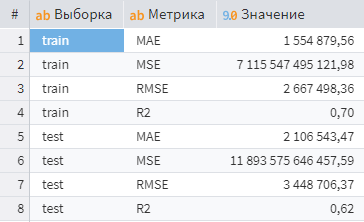 # ab Выборка ab Метрика 9.0 Значение
1 train MAE 1 554 879,56
2 train MSE 7 115 547 495 121,98
3 train RMSE 2 667 498,36
4 train R2 0,70
5 test MAE 2 106 543,47
6 test MSE 11 893 575 646 457,59
7 test RMSE 3 448 706,37
8 test R2 0,62